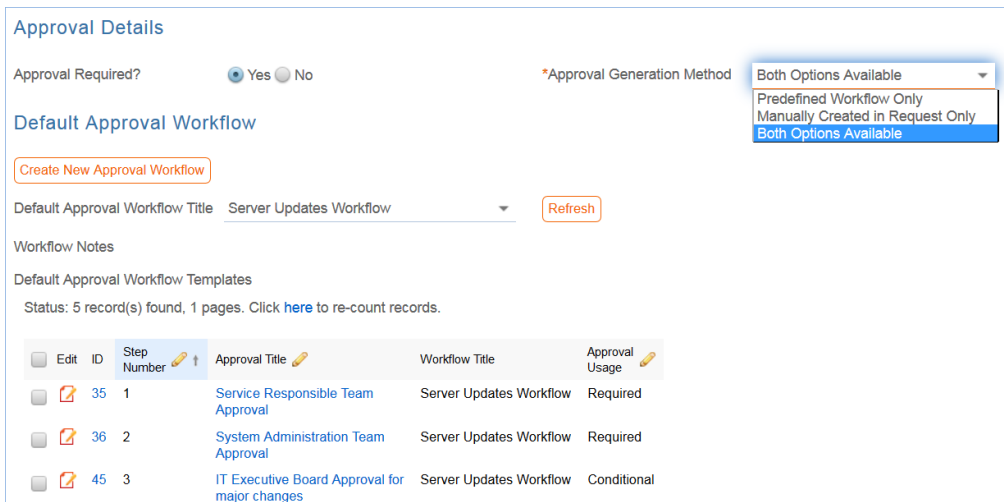 Approval Details
Approval Required? Yes No *Approval Generation Method Both Options Available
Predefined Workflow Only
Manually Created in Request Only
Both Options Available
Default Approval Workflow
Create New Approval Workflow
Default Approval Workflow Title Server Updates Workflow Refresh
Workflow Notes
Default Approval Workflow Templates
Status: 5 record(s) found, 1 pages. Click here to re-count records.
Edit ID Step Number Approval Title Workflow Title Approval Usage
35 1 Service Responsible Team Approval Server Updates Workflow Required
36 2 System Administration Team Approval Server Updates Workflow Required
45 3 IT Executive Board Approval for major changes Server Updates Workflow Conditional